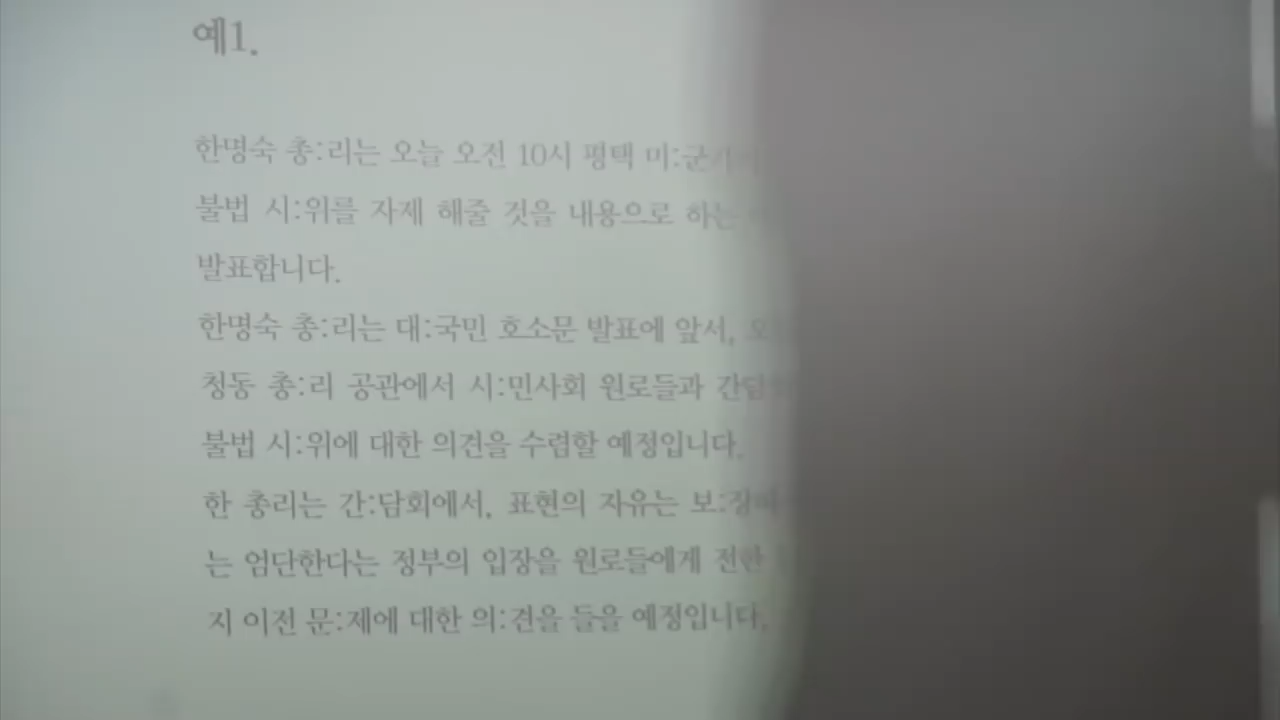 예1.
한명숙 총:리는 오늘 오전 10시 평택 미:군
불법 시:위를 자제 해줄 것을 내용으로 하는
발표합니다.
한명숙 총:리는 대:국민 호소문 발표에 앞서,
청동 총:리 공관에서 시:민사회 원로들과
불법 시:위에 대한 의견을 수렴할 예정입니다.
한 총리는 간:담회에서, 표현의 자유는
는 엄단한다는 정부의 입장을 원로들에게 전한
지 이전 문:제에 대한 의:견을 들을 예정입니다.